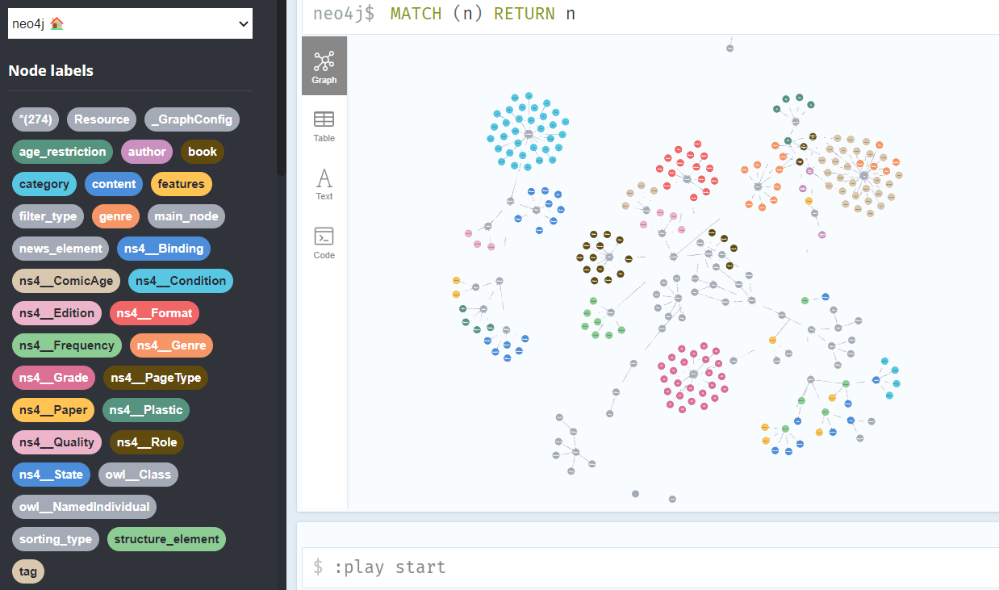 neo4j
Node labels
*(274) Resource _GraphConfig
age_restriction author book
category content features
filter_type genre main_node
news_element ns4__Binding
ns4__ComicAge ns4__Condition
ns4__Edition ns4__Format
ns4__Frequency ns4__Genre
ns4__Grade ns4__PageType
ns4__Paper ns4__Plastic
ns4__Quality ns4__Role
ns4__State owl__Class
owl__NamedIndividual
sorting_type structure_element
tag
neo4j$ MATCH (n) RETURN n
Graph
Table
A
Text
Code
$ :play start